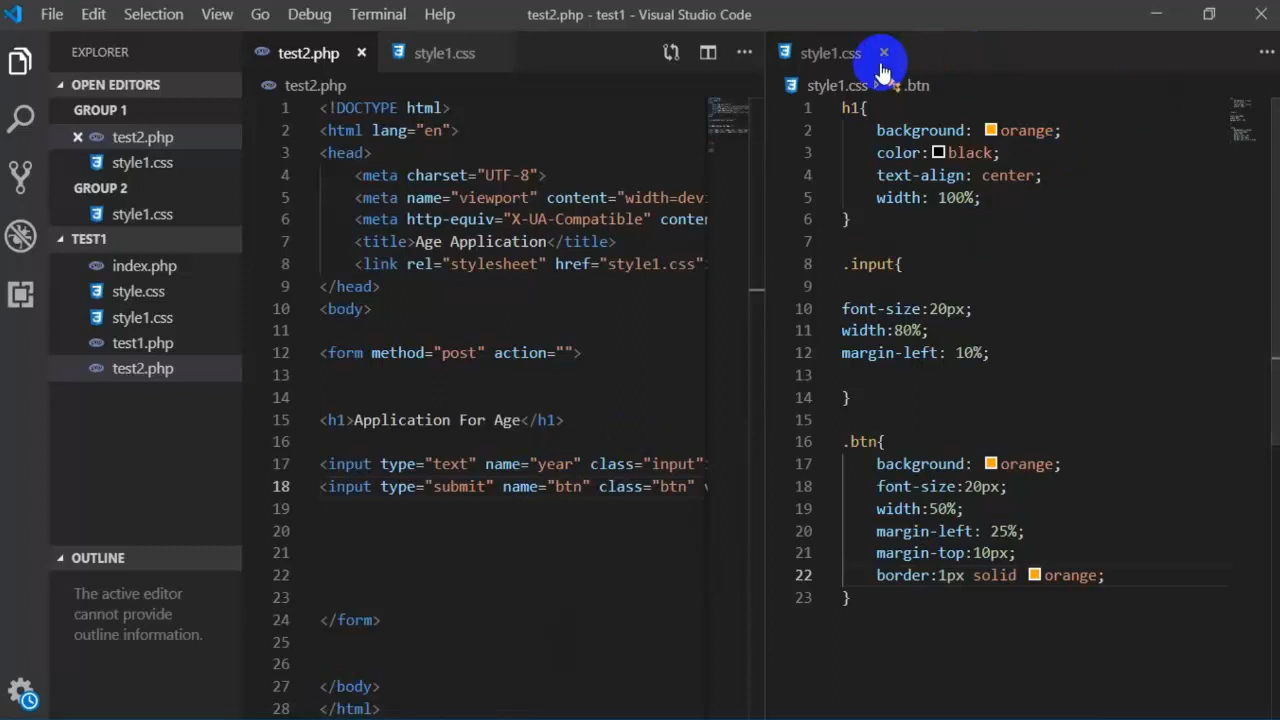 File Edit Selection View Go Debug Terminal Help test2.php - test1 - Visual Studio Code
EXPLORER
OPEN EDITORS
GROUP 1
test2.php
style1.css
GROUP 2
style1.css
TEST1
index.php
style.css
style1.css
test1.php
test2.php
OUTLINE
The active editor
cannot provide
outline information.
test2.php style1.css
test2.php
1 <!DOCTYPE html>
2 <html lang="en">
3 <head>
4 <meta charset="UTF-8">
5 <meta name="viewport" content="width=devi
6 <meta http-equiv="X-UA-Compatible" conten
7 <title>Age Application</title>
8 <link rel="stylesheet" href="style1.css">
9 </head>
10 <body>
11
12 <form method="post" action="">
13
14
15 <h1>Application For Age</h1>
16
17 <input type="text" name="year" class="input"
18 <input type="submit" name="btn" class="btn" v
19
20
21
22
23
24 </form>
25
26
27 </body>
28 </html>
style1.css
style1.css .btn
1 h1{
2 background: orange;
3 color: black;
4 text-align: center;
5 width: 100%;
6 }
7
8 .input{
9
10 font-size:20px;
11 width:80%;
12 margin-left: 10%;
13
14 }
15
16 .btn{
17 background: orange;
18 font-size:20px;
19 width:50%;
20 margin-left: 25%;
21 margin-top:10px;
22 border:1px solid orange;
23 }